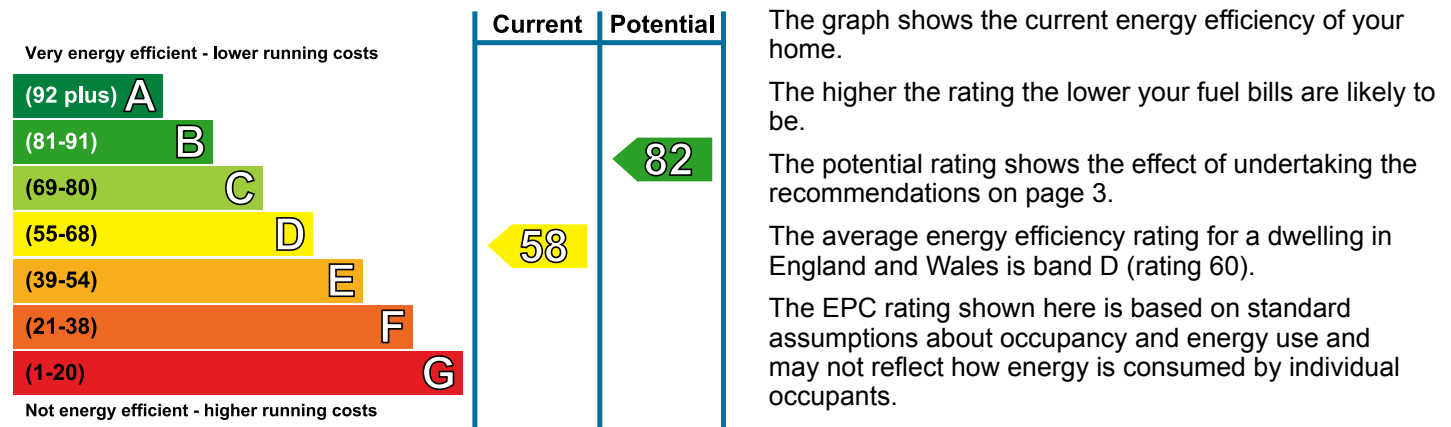 Current Potential
Very energy efficient - lower running costs
(92 plus) A
(81-91) B
82
(69-80) C
(55-68) D
58
(39-54) E
(21-38) F
(1-20) G
Not energy efficient - higher running costs
The graph shows the current energy efficiency of your
home.
The higher the rating the lower your fuel bills are likely to
be.
The potential rating shows the effect of undertaking the
recommendations on page 3.
The average energy efficiency rating for a dwelling in
England and Wales is band D (rating 60).
The EPC rating shown here is based on standard
assumptions about occupancy and energy use and
may not reflect how energy is consumed by individual
occupants.